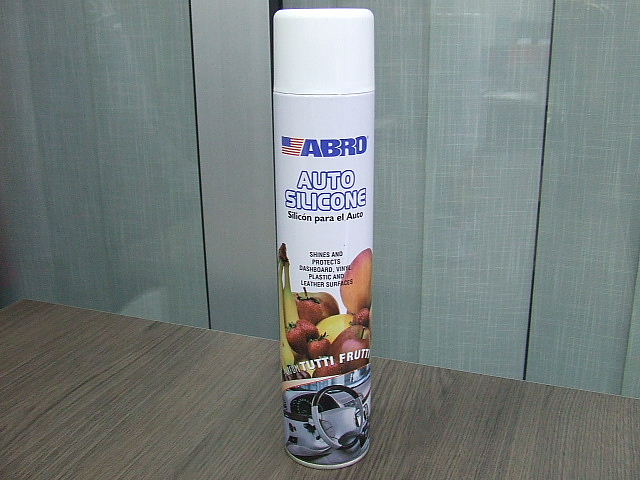 ABRO
AUTO
SILICONE
Silicón para el Auto
SHINES AND
PROTECTS
DASHBOARD, VINYL
PLASTIC AND
LEATHER SURFACES
TUTTI FRUTTI